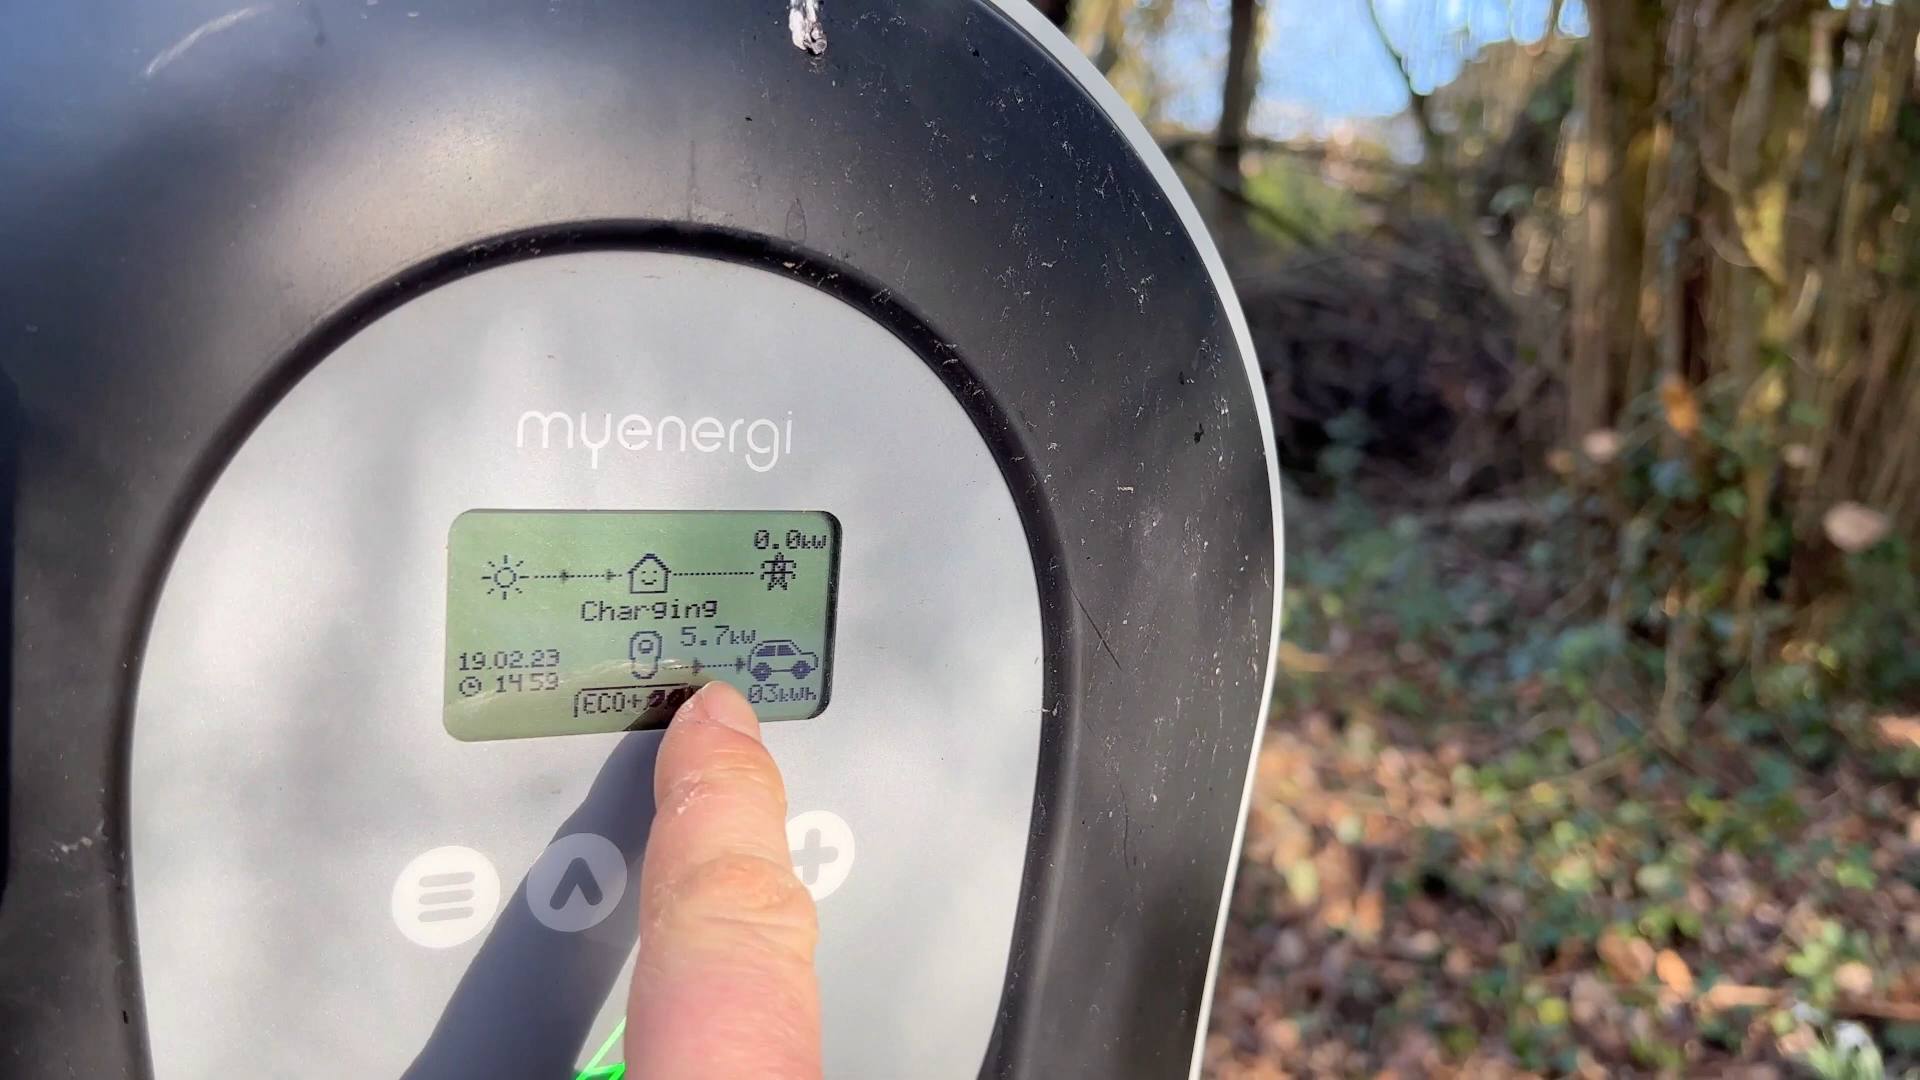 myenergi
0.0kW
Charging
5.7kW
19.02.23
14 59
ECO+
03kWh